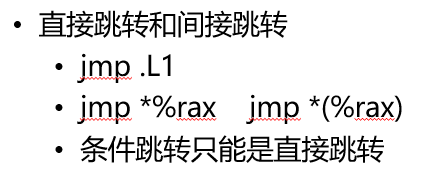 • 直接跳转和间接跳转
• jmp .L1
• jmp *%rax jmp *(%rax)
• 条件跳转只能是直接跳转